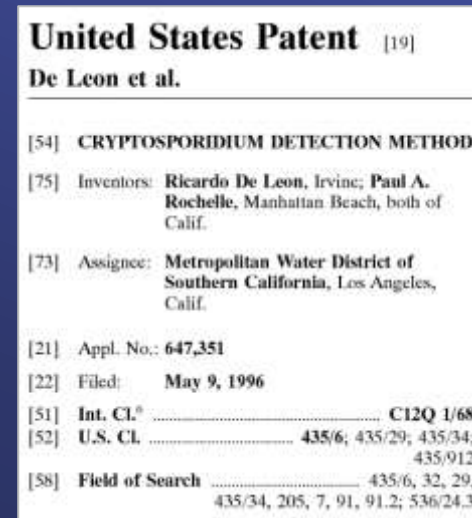 United States Patent [19]
De Leon et al.
[54] CRYPTOSPORIDIUM DETECTION METHOD
[75] Inventors: Ricardo De Leon, Irvine; Paul A.
Rochelle, Manhattan Beach, both of
Calif.
[73] Assignee: Metropolitan Water District of
Southern California, Los Angeles,
Calif.
[21] Appl. No.: 647,351
[22] Filed: May 9, 1996
[51] Int. Cl.⁶ ........................................ C12Q 1/68
[52] U.S. Cl. .......................... 435/6; 435/29; 435/34;
435/912
[58] Field of Search .......................... 435/6, 32, 29,
435/34, 205, 7, 91, 91.2; 536/24.3